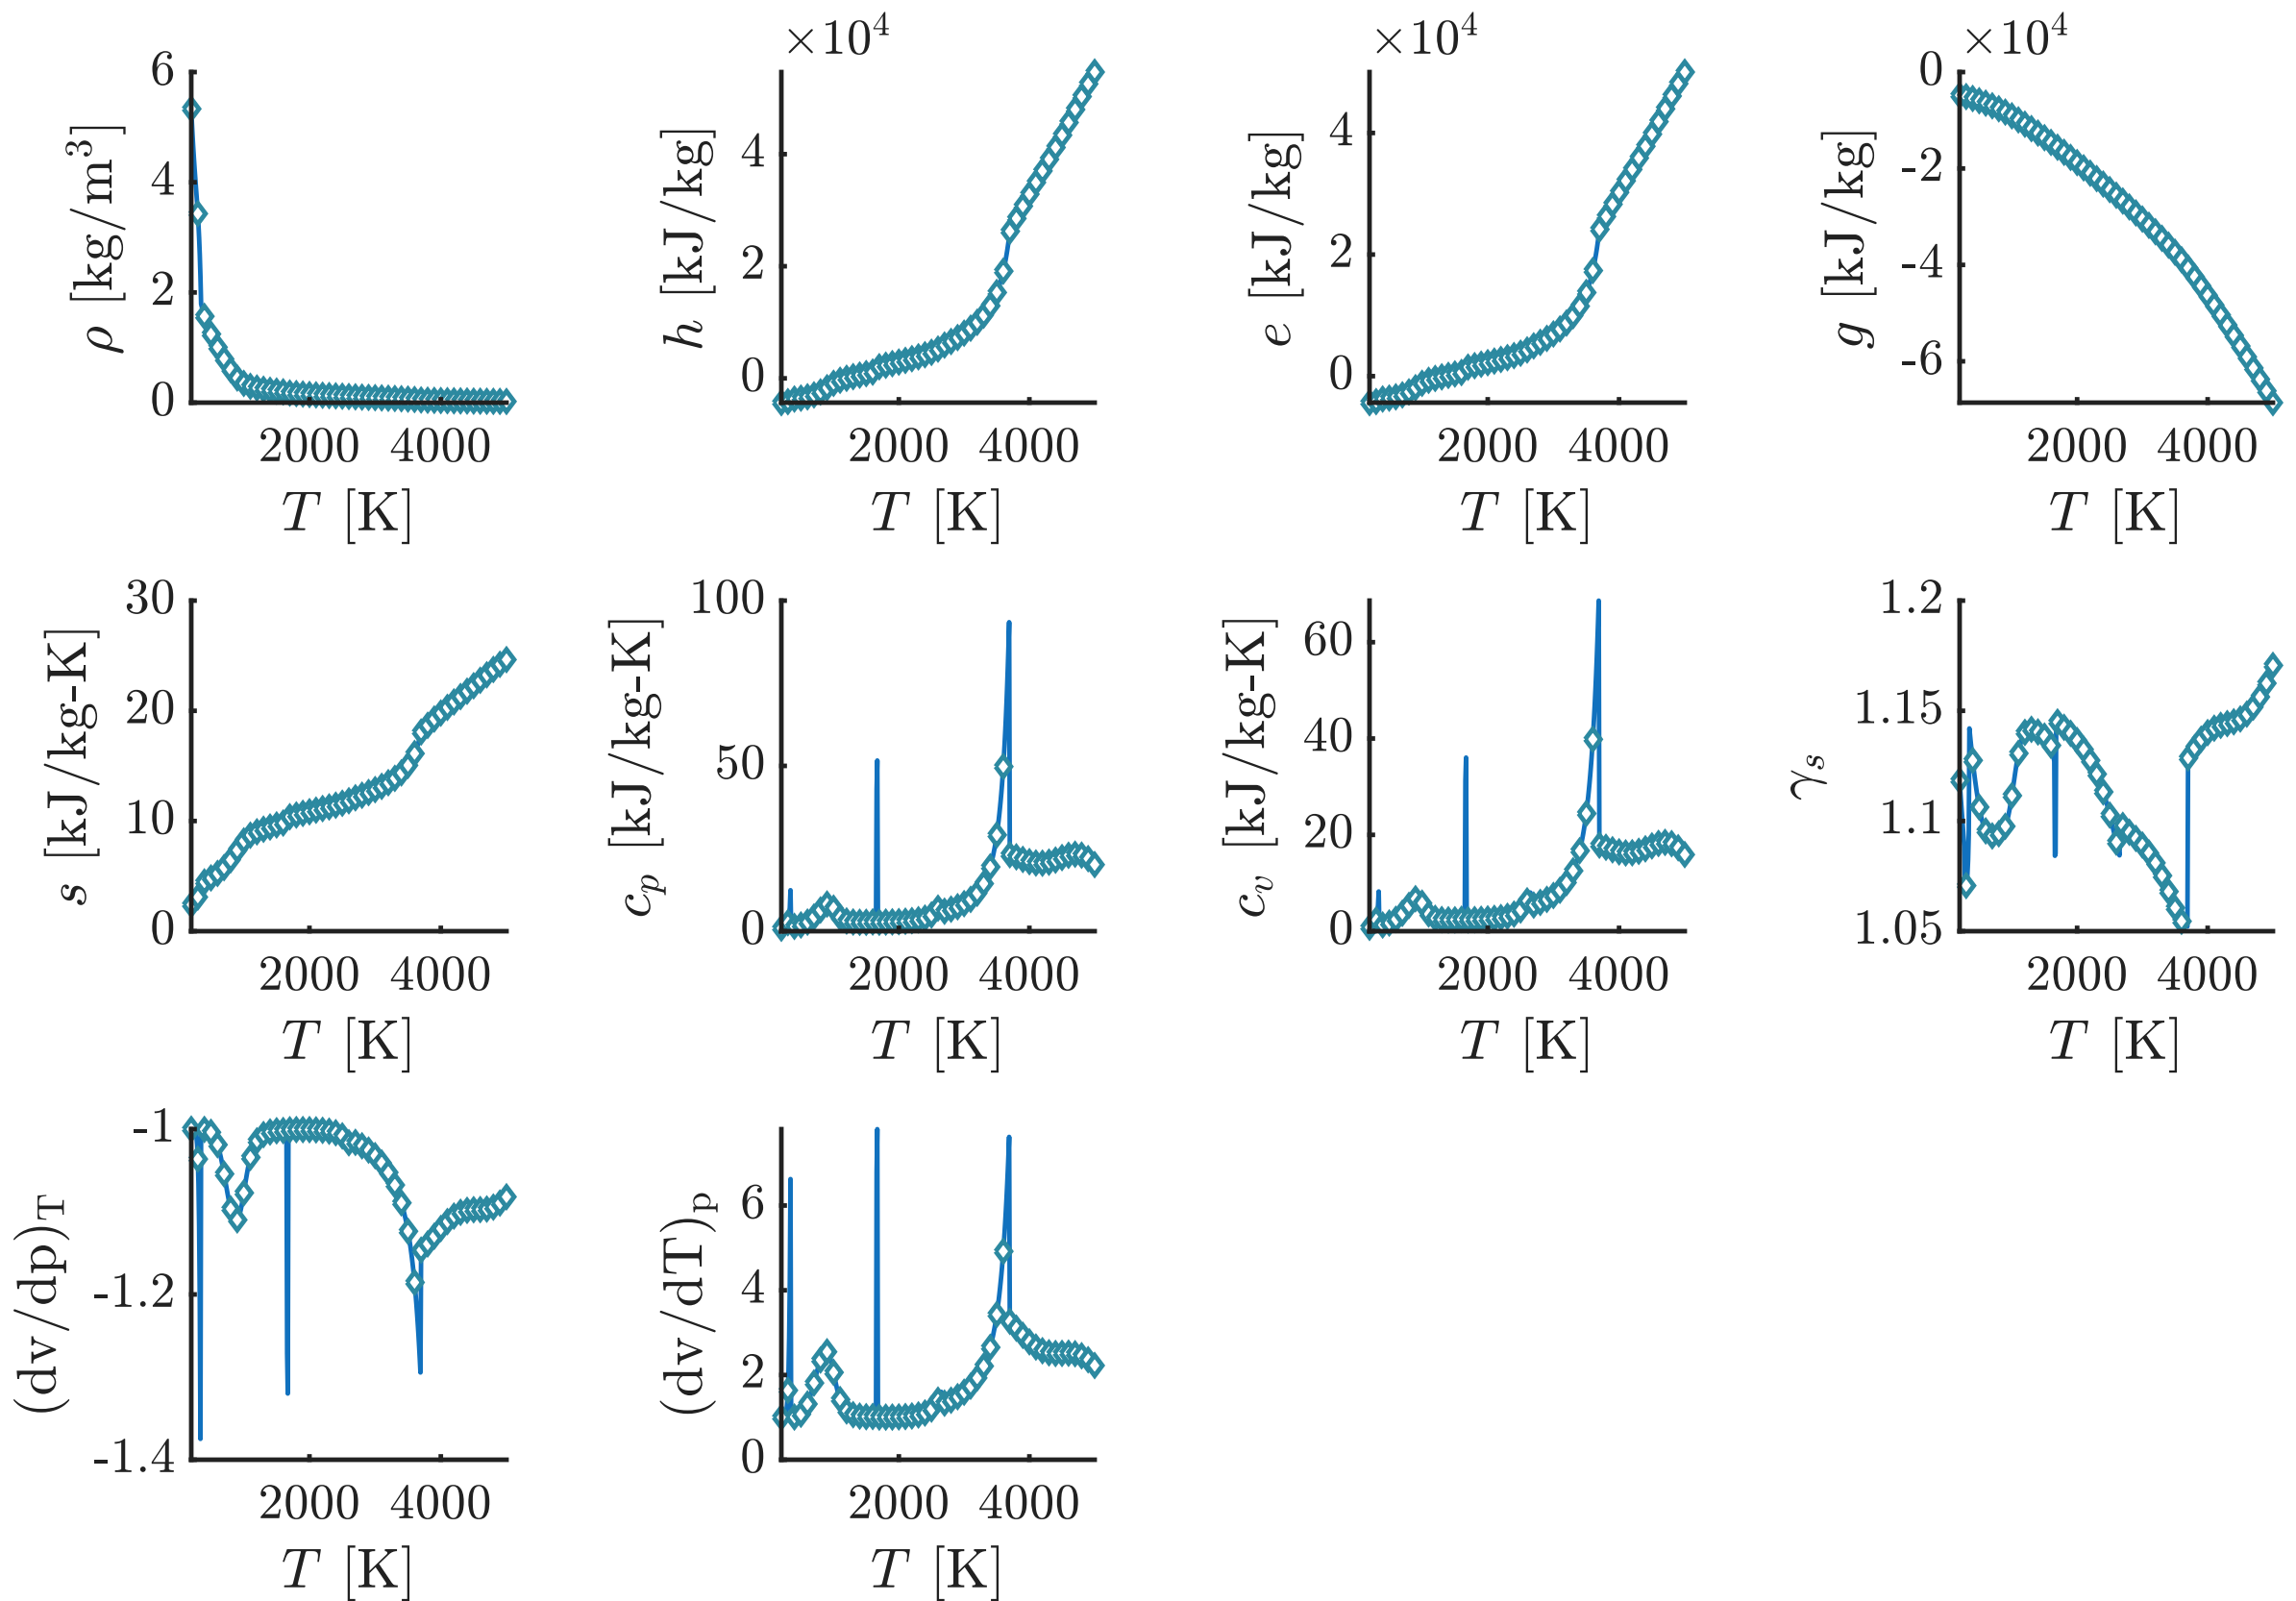 ×10⁴ ×10⁴ ×10⁴
6
4
2
0
ρ [kg/m³]
2000 4000
T [K]
4
2
0
h [kJ/kg]
2000 4000
T [K]
4
2
0
e [kJ/kg]
2000 4000
T [K]
0
-2
-4
-6
g [kJ/kg]
2000 4000
T [K]
30
20
10
0
s [kJ/kg-K]
2000 4000
T [K]
100
50
0
c_p [kJ/kg-K]
2000 4000
T [K]
60
40
20
0
c_v [kJ/kg-K]
2000 4000
T [K]
1.2
1.15
1.1
1.05
γ_s
2000 4000
T [K]
-1
-1.2
-1.4
(dv/dp)_T
2000 4000
T [K]
6
4
2
0
(dv/dT)_p
2000 4000
T [K]